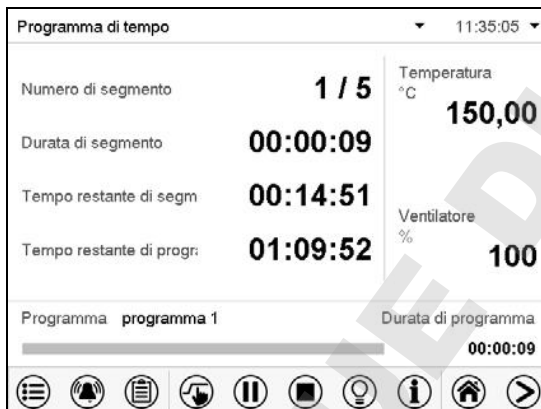 Programma di tempo 11:35:05
Numero di segmento 1 / 5
Durata di segmento 00:00:09
Tempo restante di segm 00:14:51
Tempo restante di progra 01:09:52
Temperatura
°C
150,00
Ventilatore
%
100
Programma programma 1
Durata di programma
00:00:09